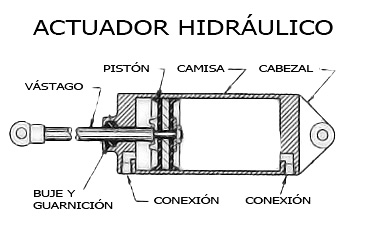 ACTUADOR HIDRÁULICO
PISTÓN CAMISA CABEZAL
VÁSTAGO
BUJE Y
GUARNICIÓN
CONEXIÓN CONEXIÓN